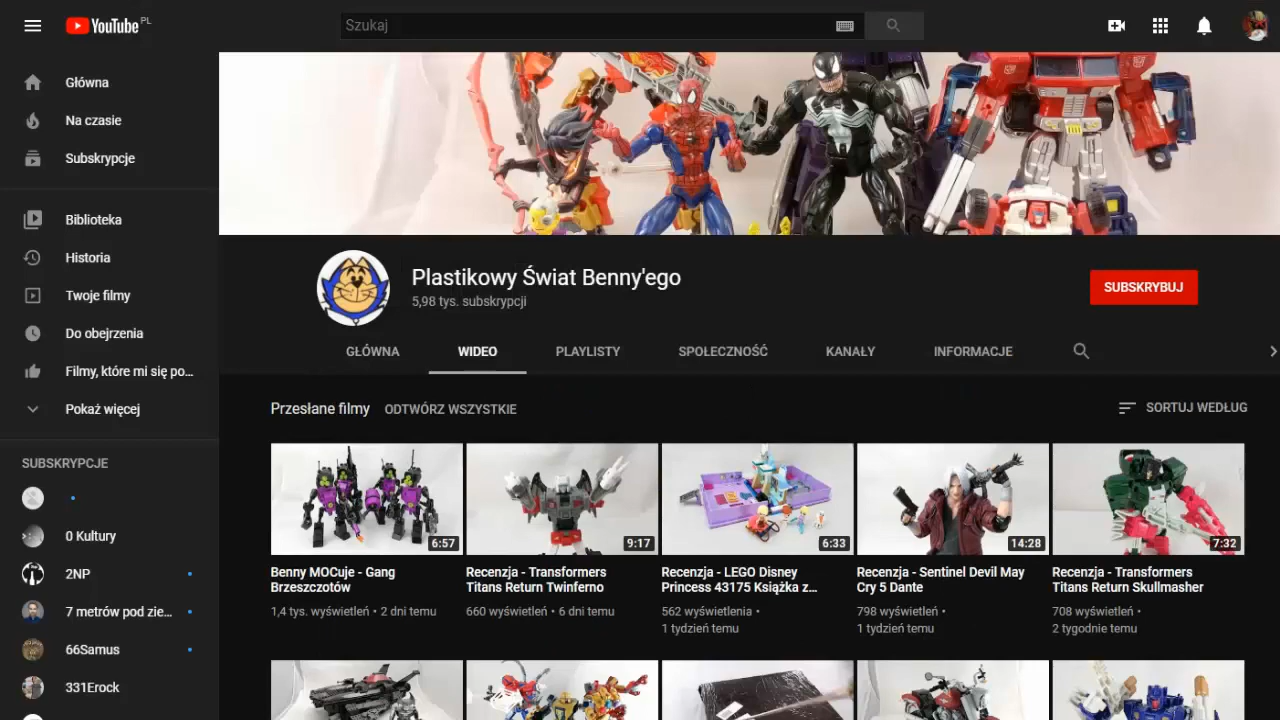 YouTube PL
Szukaj
Główna
Na czasie
Subskrypcje
Biblioteka
Historia
Twoje filmy
Do obejrzenia
Filmy, które mi się po...
Pokaż więcej
SUBSKRYPCJE
0 Kultury
2NP
7 metrów pod zie...
66Samus
331Erock
Plastikowy Świat Benny'ego
5,98 tys. subskrypcji
SUBSKRYBUJ
GŁÓWNA WIDEO PLAYLISTY SPOŁECZNOŚĆ KANAŁY INFORMACJE
Przesłane filmy ODTWÓRZ WSZYSTKIE SORTUJ WEDŁUG
6:57
Benny MOCuje - Gang
Brzeszczotów
1,4 tys. wyświetleń • 2 dni temu
9:17
Recenzja - Transformers
Titans Return Twinferno
660 wyświetleń • 6 dni temu
6:33
Recenzja - LEGO Disney
Princess 43175 Książka z...
562 wyświetlenia •
1 tydzień temu
14:28
Recenzja - Sentinel Devil May
Cry 5 Dante
798 wyświetleń •
1 tydzień temu
7:32
Recenzja - Transformers
Titans Return Skullmasher
708 wyświetleń •
2 tygodnie temu